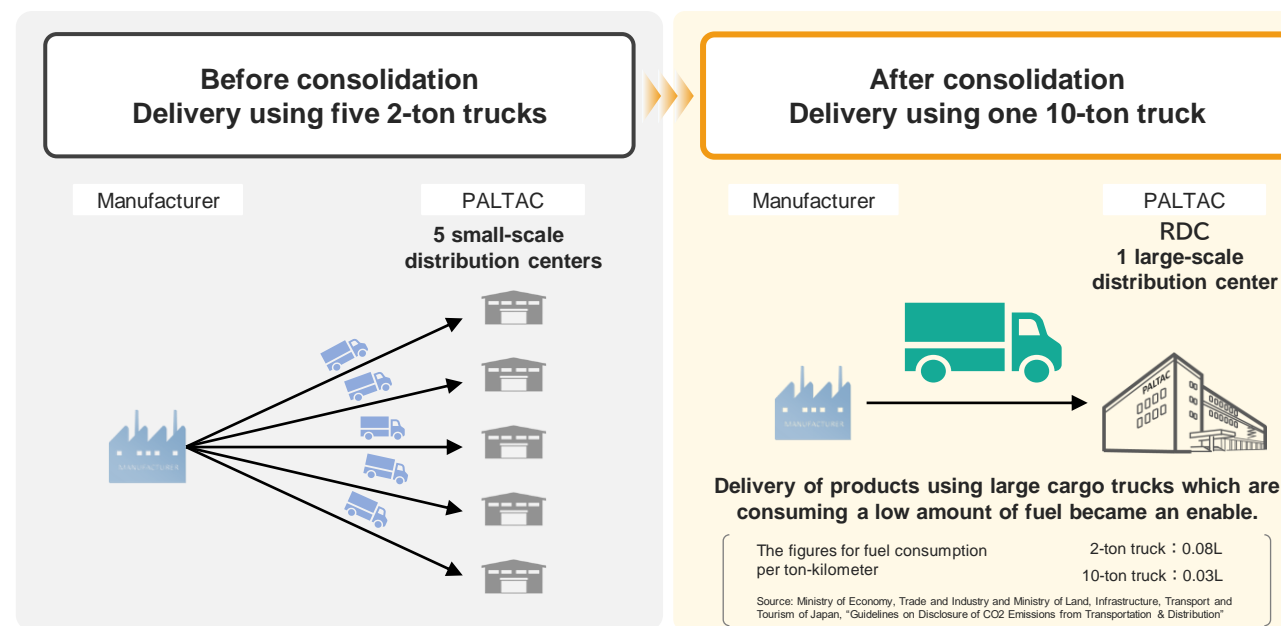 Before consolidation
Delivery using five 2-ton trucks
Manufacturer
PALTAC
5 small-scale
distribution centers
MANUFACTURER
After consolidation
Delivery using one 10-ton truck
Manufacturer
PALTAC
RDC
1 large-scale
distribution center
MANUFACTURER
PALTAC
Delivery of products using large cargo trucks which are
consuming a low amount of fuel became an enable.
The figures for fuel consumption
per ton-kilometer
2-ton truck：0.08L
10-ton truck：0.03L
Source: Ministry of Economy, Trade and Industry and Ministry of Land, Infrastructure, Transport and
Tourism of Japan, “Guidelines on Disclosure of CO2 Emissions from Transportation & Distribution”